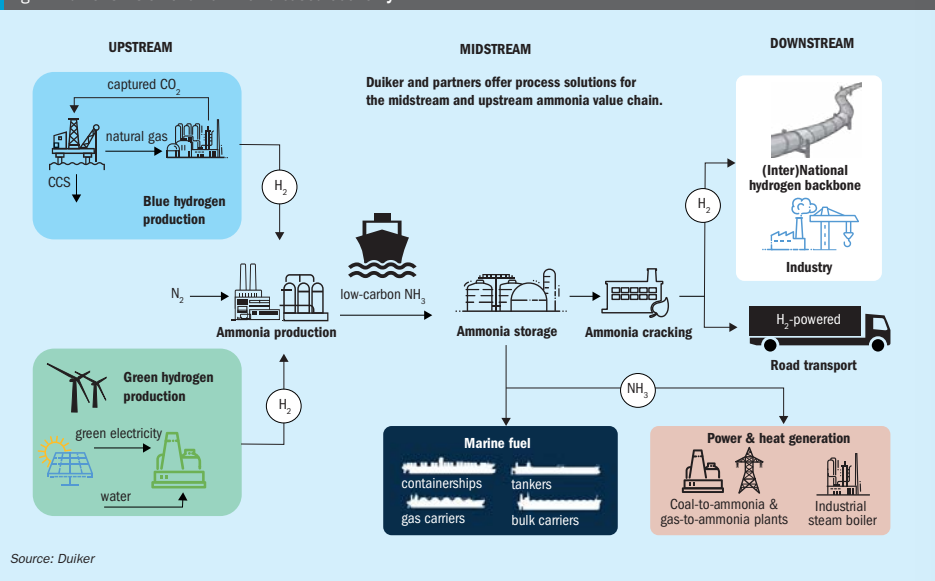 UPSTREAM
MIDSTREAM
DOWNSTREAM
captured CO₂
natural gas
CCS
Blue hydrogen
production
H₂
Duiker and partners offer process solutions for
the midstream and upstream ammonia value chain.
H₂
(Inter)National
hydrogen backbone
Industry
N₂
Ammonia production
low-carbon NH₃
Ammonia storage
Ammonia cracking
H₂-powered
Road transport
Green hydrogen
production
green electricity
water
H₂
NH₃
Marine fuel
containerships
tankers
gas carriers
bulk carriers
Power & heat generation
Coal-to-ammonia &
gas-to-ammonia plants
Industrial
steam boiler
Source: Duiker